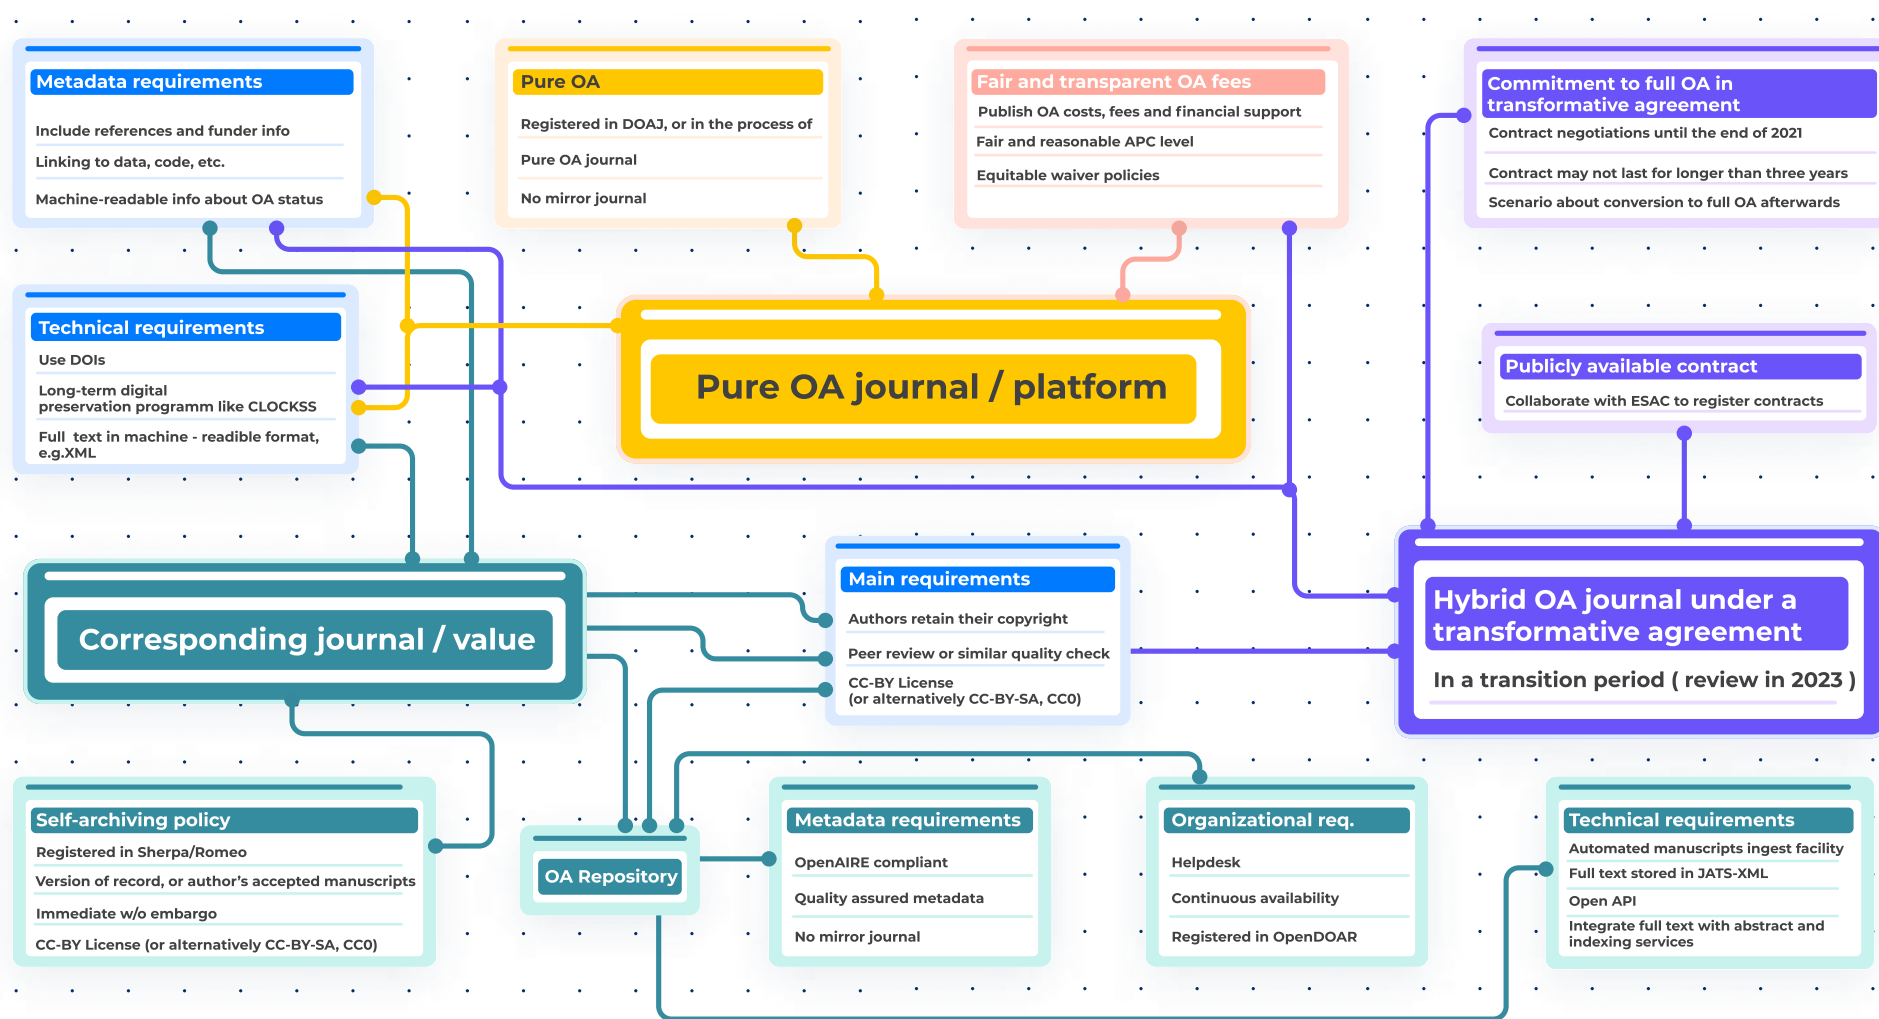 Metadata requirements
Include references and funder info
Linking to data, code, etc.
Machine-readable info about OA status
Pure OA
Registered in DOAJ, or in the process of
Pure OA journal
No mirror journal
Fair and transparent OA fees
Publish OA costs, fees and financial support
Fair and reasonable APC level
Equitable waiver policies
Commitment to full OA in
transformative agreement
Contract negotiations until the end of 2021
Contract may not last for longer than three years
Scenario about conversion to full OA afterwards
Technical requirements
Use DOIs
Long-term digital
preservation programm like CLOCKSS
Full text in machine - readible format,
e.g.XML
Pure OA journal / platform
Publicly available contract
Collaborate with ESAC to register contracts
Corresponding journal / value
Main requirements
Authors retain their copyright
Peer review or similar quality check
CC-BY License
(or alternatively CC-BY-SA, CC0)
Hybrid OA journal under a
transformative agreement
In a transition period ( review in 2023 )
Self-archiving policy
Registered in Sherpa/Romeo
Version of record, or author's accepted manuscripts
Immediate w/o embargo
CC-BY License (or alternatively CC-BY-SA, CC0)
OA Repository
Metadata requirements
OpenAIRE compliant
Quality assured metadata
No mirror journal
Organizational req.
Helpdesk
Continuous availability
Registered in OpenDOAR
Technical requirements
Automated manuscripts ingest facility
Full text stored in JATS-XML
Open API
Integrate full text with abstract and
indexing services